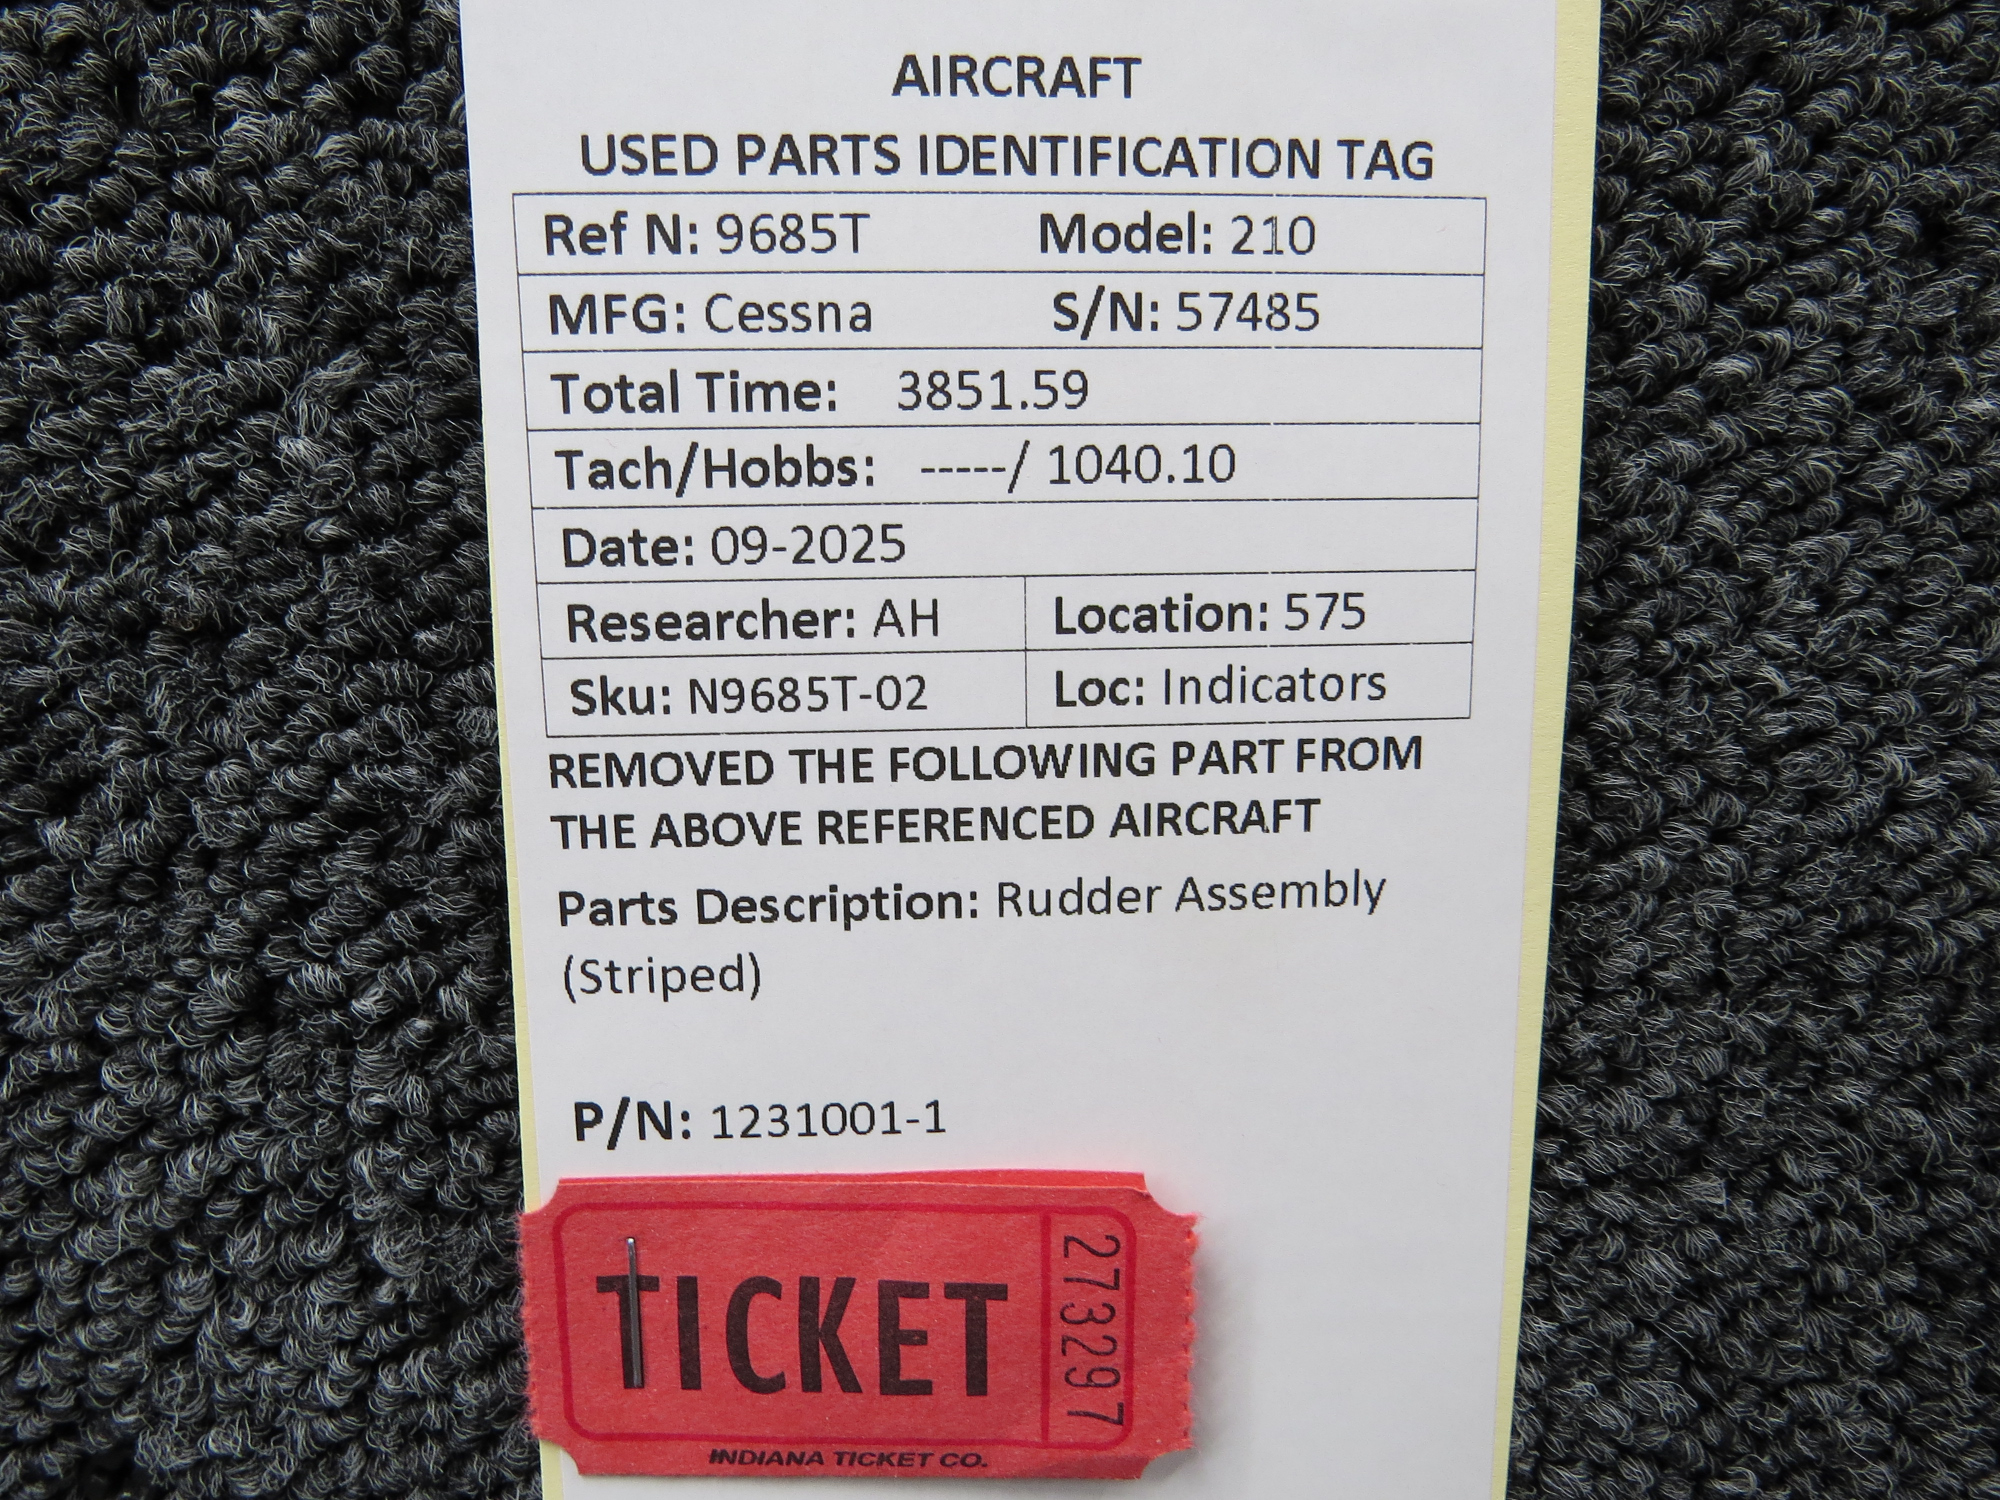 AIRCRAFT
USED PARTS IDENTIFICATION TAG
Ref N: 9685T Model: 210
MFG: Cessna S/N: 57485
Total Time: 3851.59
Tach/Hobbs: -----/ 1040.10
Date: 09-2025
Researcher: AH Location: 575
Sku: N9685T-02 Loc: Indicators
REMOVED THE FOLLOWING PART FROM
THE ABOVE REFERENCED AIRCRAFT
Parts Description: Rudder Assembly
(Striped)
P/N: 1231001-1
TICKET
273297
INDIANA TICKET CO.